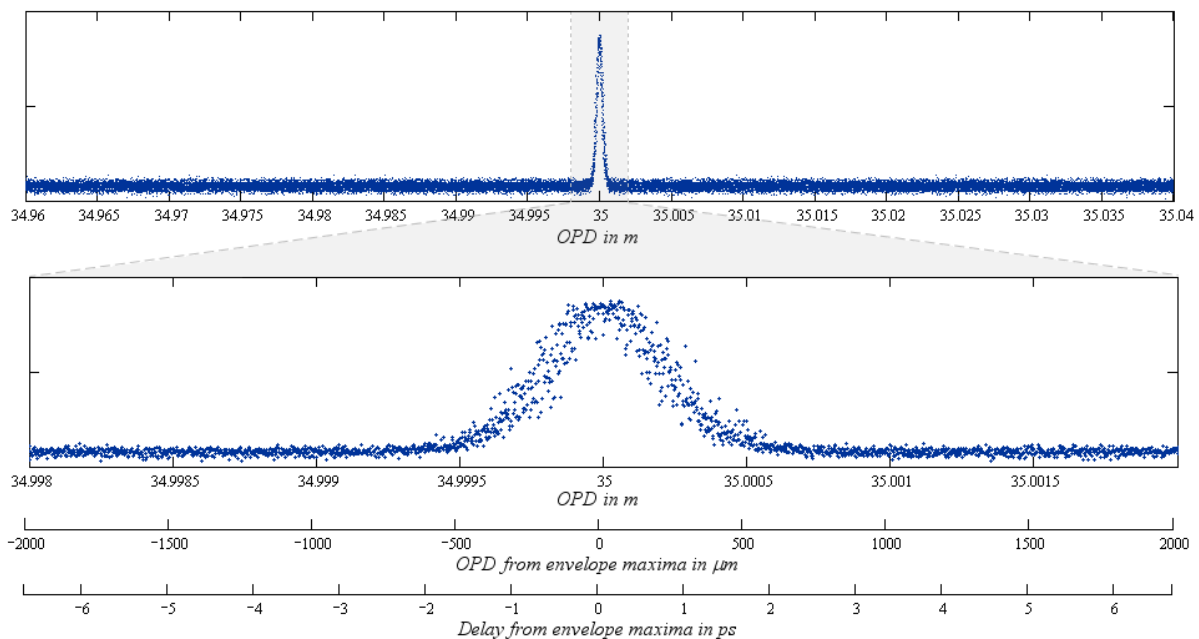 34.96 34.965 34.97 34.975 34.98 34.985 34.99 34.995 35 35.005 35.01 35.015 35.02 35.025 35.03 35.035 35.04
OPD in m
34.998 34.9985 34.999 34.9995 35 35.0005 35.001 35.0015
OPD in m
−2000 −1500 −1000 −500 0 500 1000 1500 2000
OPD from envelope maxima in μm
−6 −5 −4 −3 −2 −1 0 1 2 3 4 5 6
Delay from envelope maxima in ps